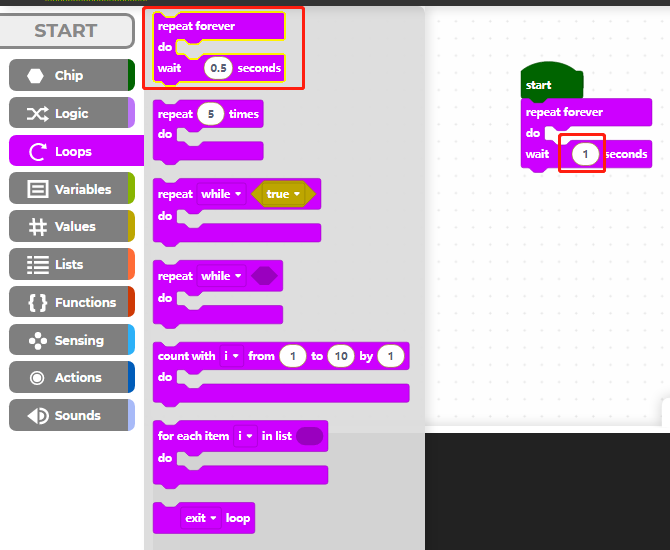 START
Chip
Logic
Loops
Variables
Values
Lists
Functions
Sensing
Actions
Sounds
repeat forever
do
wait 0.5 seconds
repeat 5 times
do
repeat while true
do
repeat while
do
count with i from 1 to 10 by 1
do
for each item i in list
do
exit loop
start
repeat forever
do
wait 1 seconds